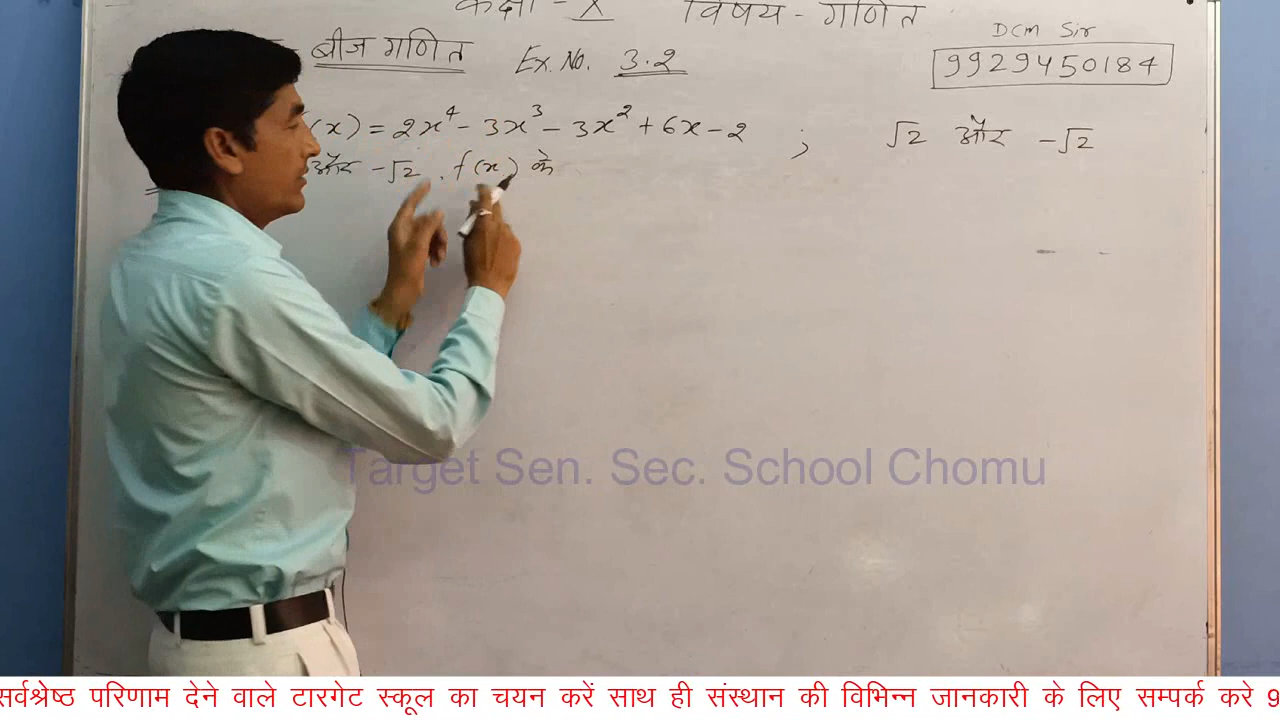 कक्षा - X विषय - गणित
बीज गणित Ex. No. 3.2
DCM Sir
9929450184
(x) = 2x⁴ - 3x³ - 3x² + 6x - 2 ; √2 और -√2
और -√2 , f(x) के
Target Sen. Sec. School Chomu
सर्वश्रेष्ठ परिणाम देने वाले टारगेट स्कूल का चयन करें साथ ही संस्थान की विभिन्न जानकारी के लिए सम्पर्क करे 9